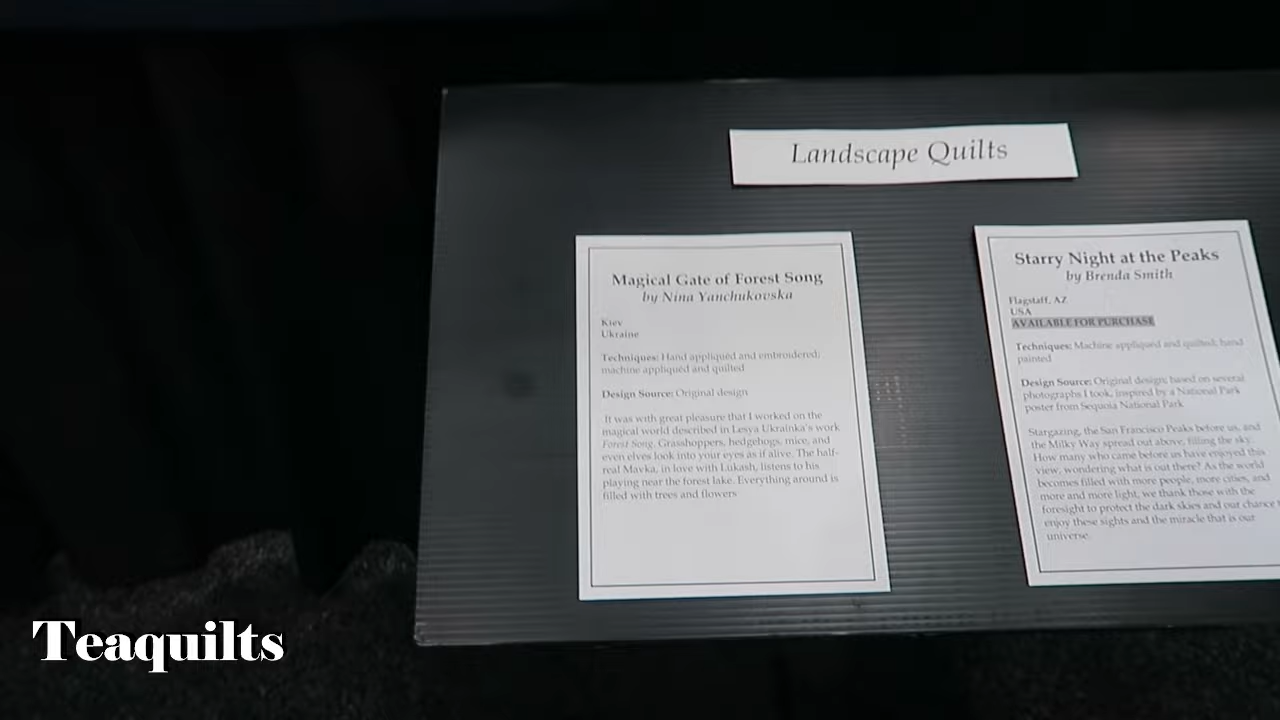 Landscape Quilts
Magical Gate of Forest Song
by Nina Yanchukovska
Kiev
Ukraine
Techniques: Hand appliqued and embroidered;
machine appliqued and quilted
Design Source: Original design
It was with great pleasure that I worked on the
magical world described in Lesya Ukrainka's work
Forest Song. Grasshoppers, hedgehogs, mice, and
even elves look into your eyes as if alive. The half-
real Mavka, in love with Lukash, listens to his
playing near the forest lake. Everything around is
filled with trees and flowers
Starry Night at the Peaks
by Brenda Smith
Flagstaff, AZ
USA
AVAILABLE FOR PURCHASE
Techniques: Machine appliqued and quilted; hand
painted
Design Source: Original design; based on several
photographs I took, inspired by a National Park
poster from Sequoia National Park
Stargazing, the San Francisco Peaks before us, and
the Milky Way spread out above, filling the sky.
How many who came before us have enjoyed this
view, wondering what is out there? As the world
becomes filled with more people, more cities, and
more and more light, we thank those with the
foresight to protect the dark skies and our chance
enjoy these sights and the miracle that is our
universe.
Teaquilts